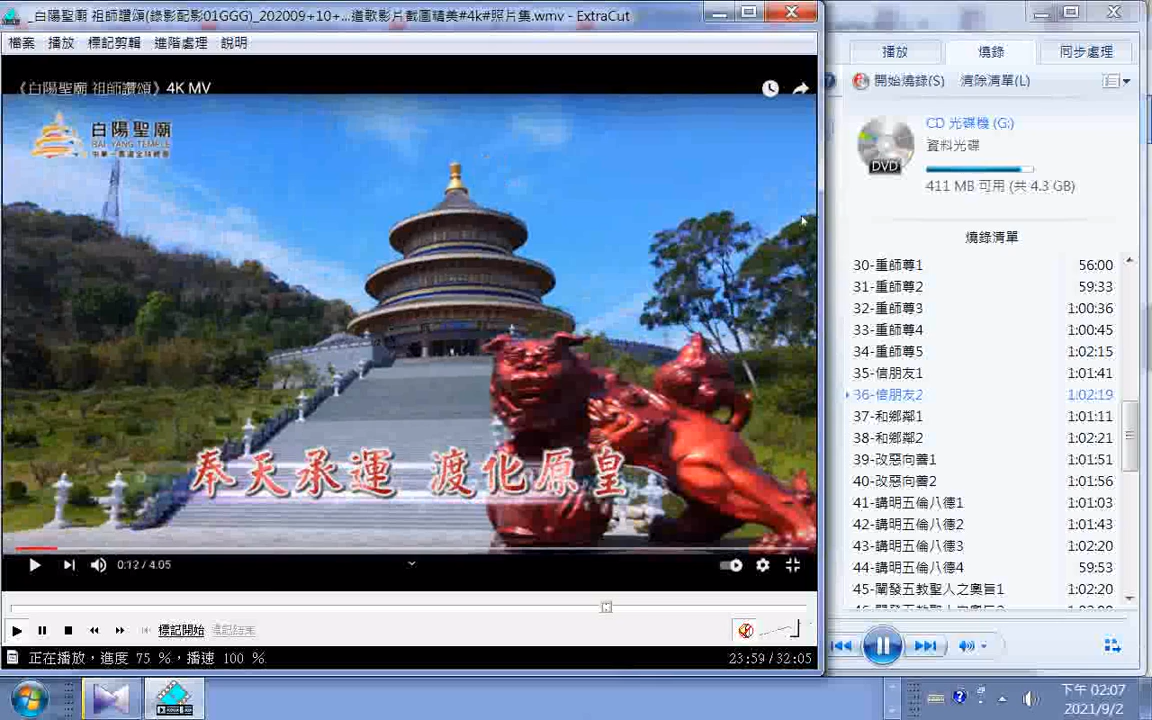 _白陽聖廟 祖師讚頌(錄影配影01GGG)_202009+10+...道歌影片截圖精美#4k#照片集.wmv - ExtraCut
檔案 播放 標記剪輯 進階處理 說明
《白陽聖廟 祖師讚頌》4K MV
白陽聖廟
BAI YANG TEMPLE
奉天承運 渡化原皇
0:12 / 4:05
標記開始 標記結束
正在播放，進度 75 %，播速 100 %
23:59 / 32:05
播放 燒錄 同步處理
開始燒錄(S) 清除清單(L)
CD 光碟機 (G:)
資料光碟
DVD
411 MB 可用 (共 4.3 GB)
燒錄清單
30-重師尊1 56:00
31-重師尊2 59:33
32-重師尊3 1:00:36
33-重師尊4 1:00:45
34-重師尊5 1:02:15
35-信朋友1 1:01:41
36-信朋友2 1:02:19
37-和鄉鄰1 1:01:11
38-和鄉鄰2 1:02:21
39-改惡向善1 1:01:51
40-改惡向善2 1:01:56
41-講明五倫八德1 1:01:03
42-講明五倫八德2 1:01:43
43-講明五倫八德3 1:02:20
44-講明五倫八德4 59:53
45-闡發五教聖人之奧旨1 1:02:20
下午 02:07
2021/9/2